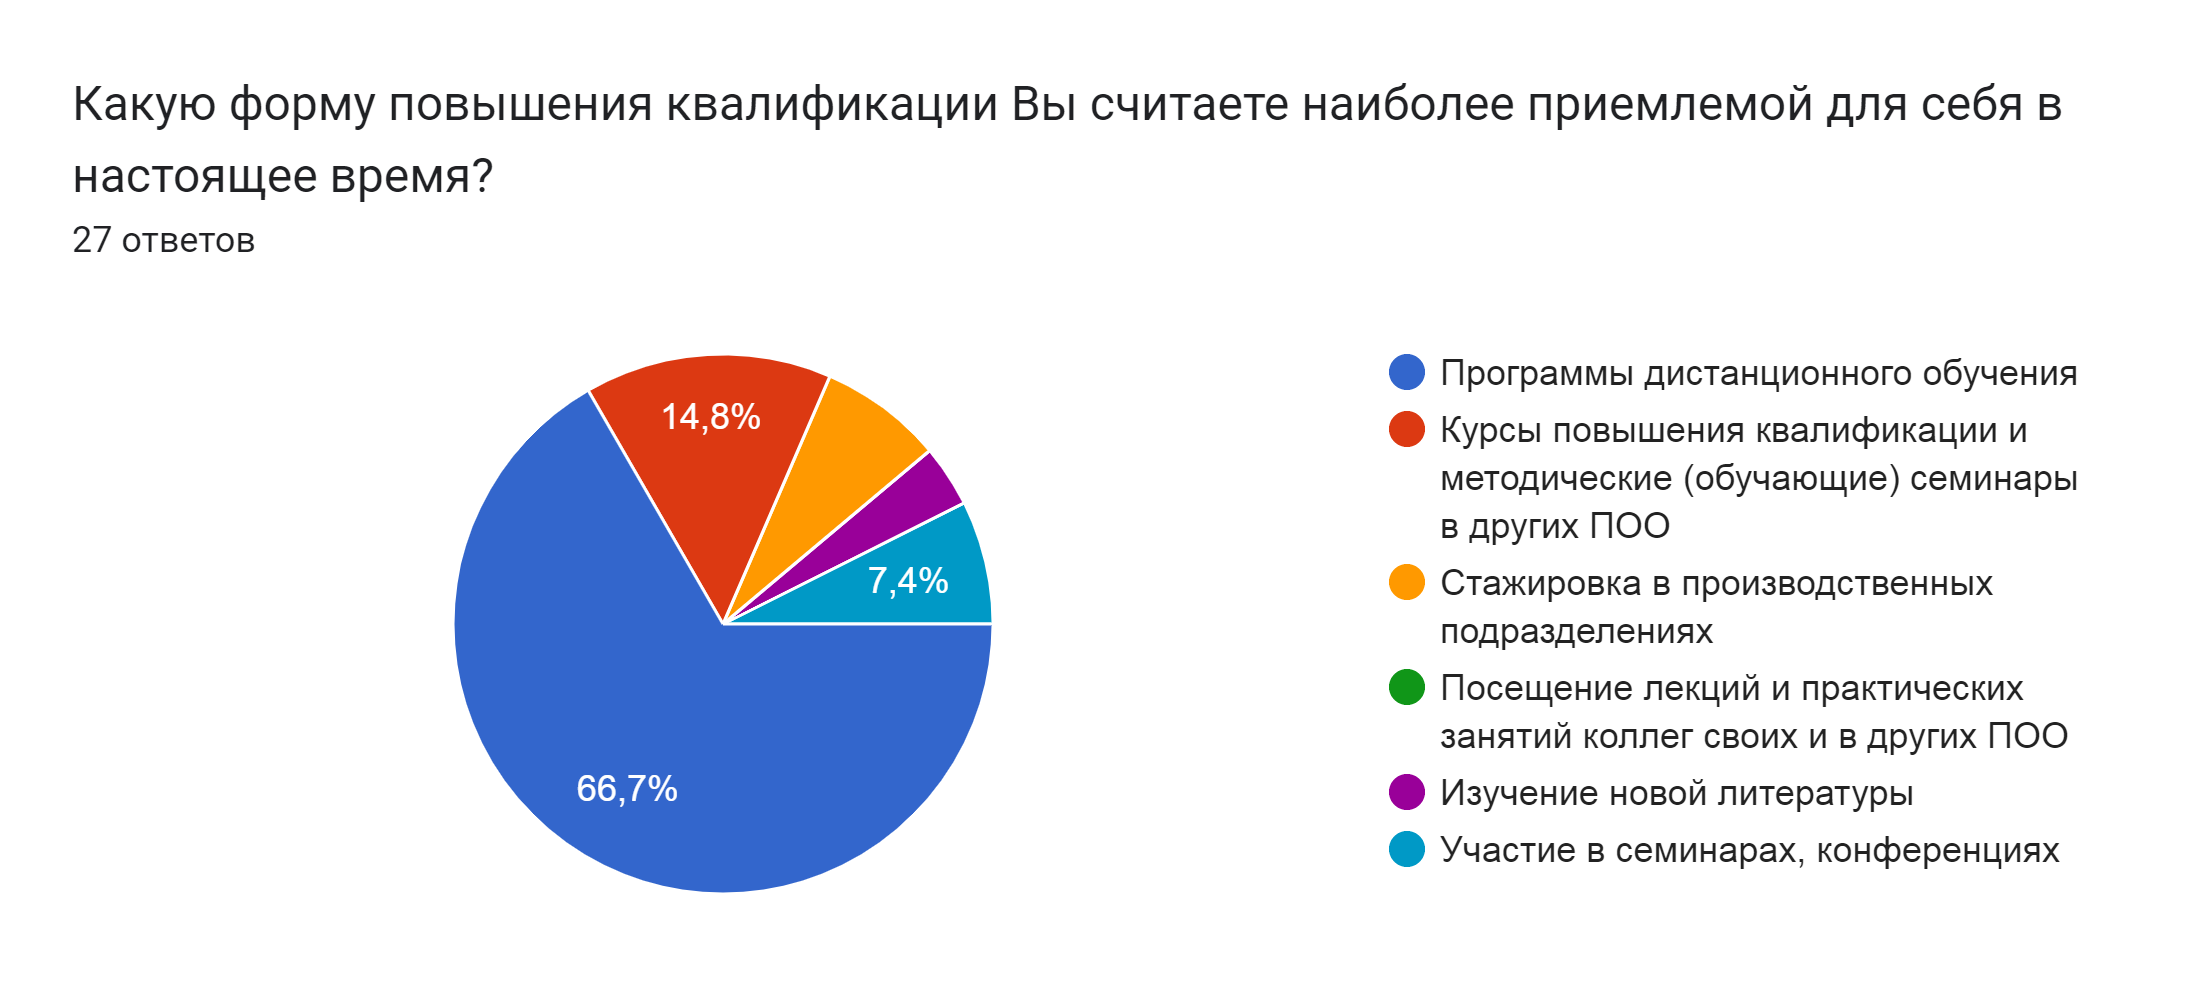 Какую форму повышения квалификации Вы считаете наиболее приемлемой для себя в
настоящее время?
27 ответов
14,8%
7,4%
66,7%
Программы дистанционного обучения
Курсы повышения квалификации и
методические (обучающие) семинары
в других ПОО
Стажировка в производственных
подразделениях
Посещение лекций и практических
занятий коллег своих и в других ПОО
Изучение новой литературы
Участие в семинарах, конференциях